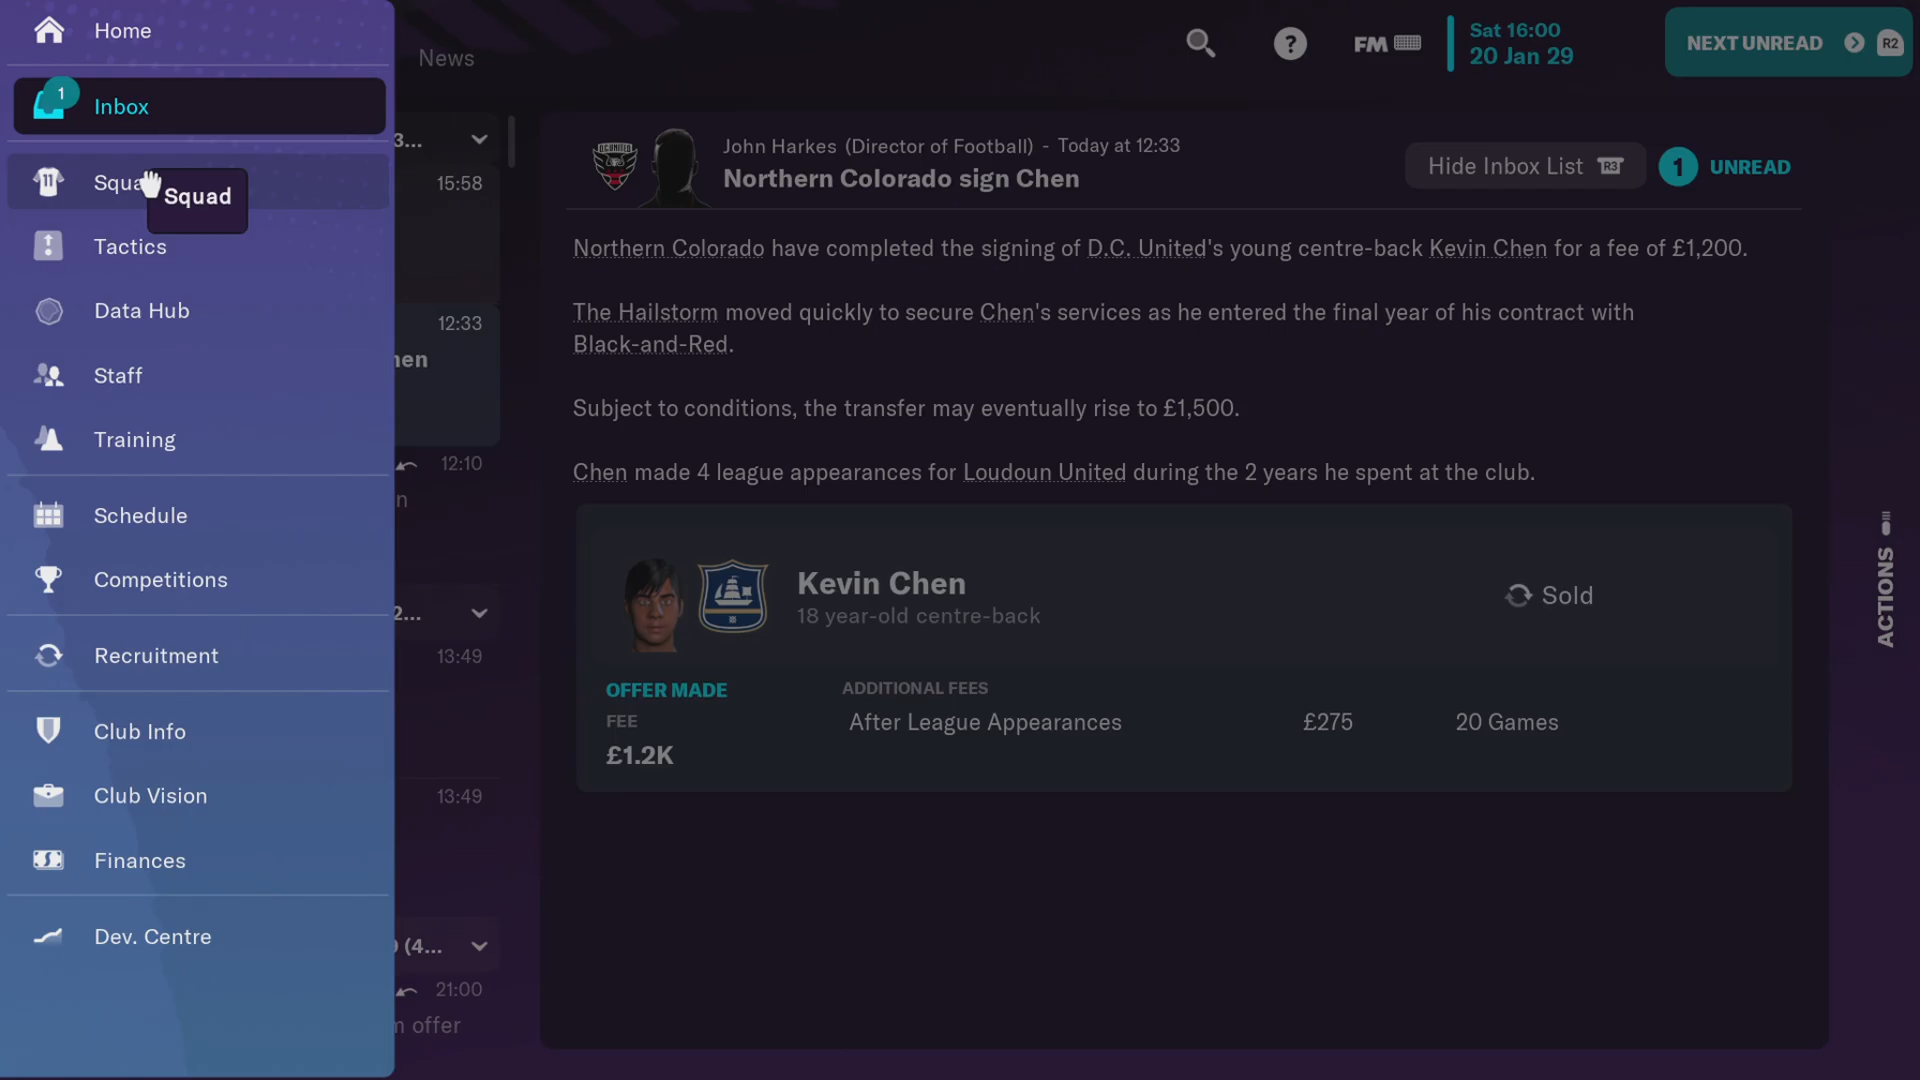 Home
1
Inbox
Squa
Squad
Tactics
Data Hub
Staff
Training
Schedule
Competitions
Recruitment
Club Info
Club Vision
Finances
Dev. Centre
News
?
FM
Sat 16:00
20 Jan 29
NEXT UNREAD
R2
3...
15:58
12:33
hen
12:10
n
2...
13:49
13:49
(4...
21:00
m offer
John Harkes (Director of Football) - Today at 12:33
Northern Colorado sign Chen
Hide Inbox List R3
1 UNREAD
Northern Colorado have completed the signing of D.C. United's young centre-back Kevin Chen for a fee of £1,200.
The Hailstorm moved quickly to secure Chen's services as he entered the final year of his contract with
Black-and-Red.
Subject to conditions, the transfer may eventually rise to £1,500.
Chen made 4 league appearances for Loudoun United during the 2 years he spent at the club.
Kevin Chen
18 year-old centre-back
Sold
OFFER MADE
FEE
£1.2K
ADDITIONAL FEES
After League Appearances £275 20 Games
ACTIONS